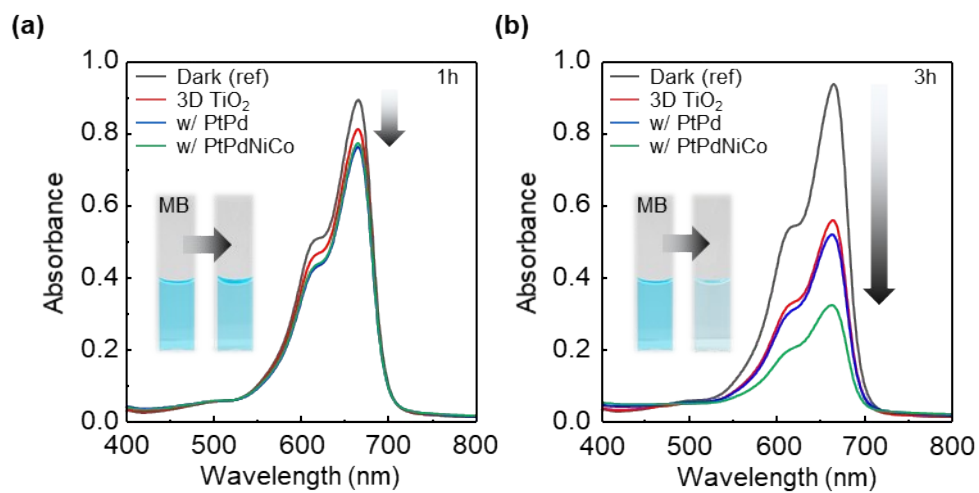 (a)
1.0
0.8
0.6
0.4
0.2
0.0
Absorbance
Dark (ref)
3D TiO₂
w/ PtPd
w/ PtPdNiCo
1h
MB
400 500 600 700 800
Wavelength (nm)
(b)
1.0
0.8
0.6
0.4
0.2
0.0
Absorbance
Dark (ref)
3D TiO₂
w/ PtPd
w/ PtPdNiCo
3h
MB
400 500 600 700 800
Wavelength (nm)